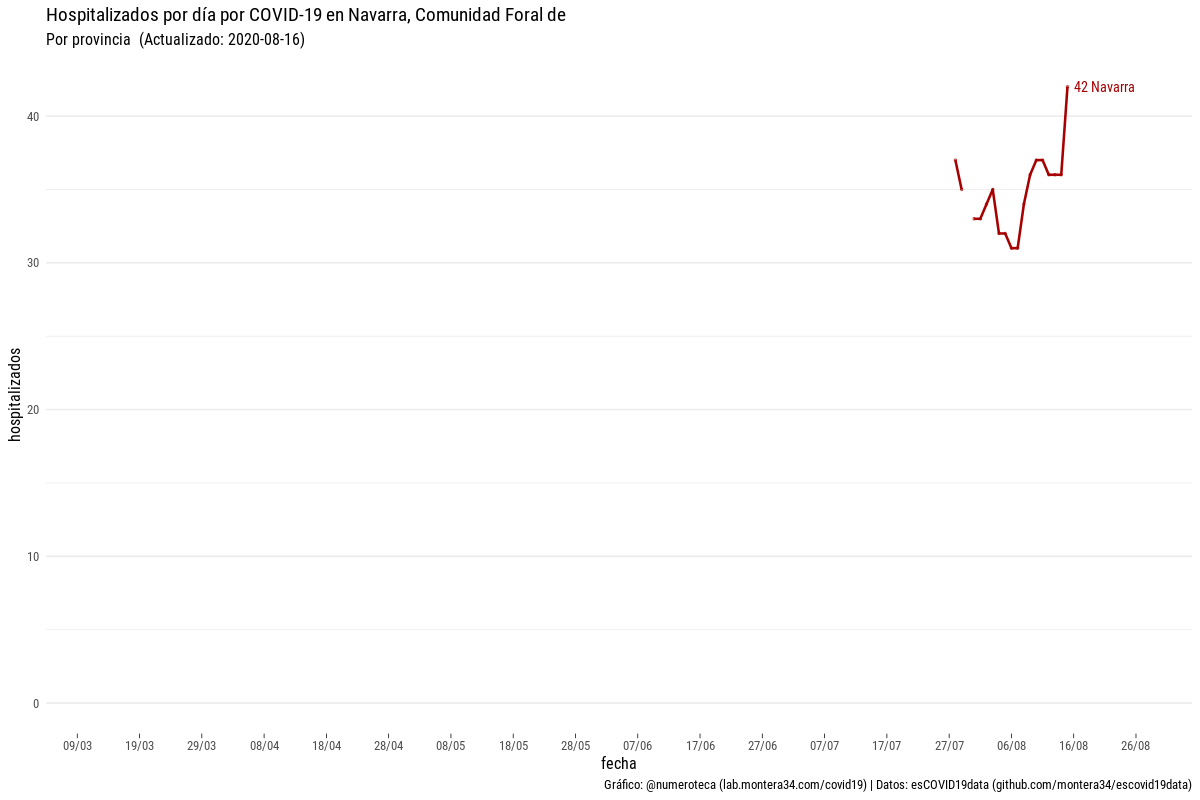 Hospitalizados por día por COVID-19 en Navarra, Comunidad Foral de
Por provincia  (Actualizado: 2020-08-16)
42 Navarra
40
30
20
10
0
hospitalizados
09/03 19/03 29/03 08/04 18/04 28/04 08/05 18/05 28/05 07/06 17/06 27/06 07/07 17/07 27/07 06/08 16/08 26/08
fecha
Gráfico: @numeroteca (lab.montera34.com/covid19) | Datos: esCOVID19data (github.com/montera34/escovid19data)